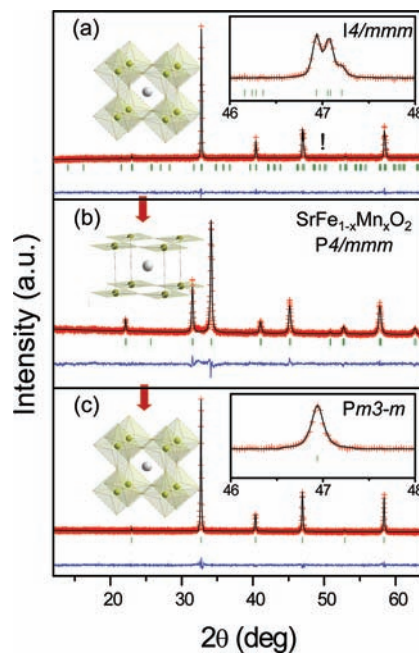 (a)
I4/mmm
46 47 48
!
(b)
SrFe₁₋ₓMnₓO₂
P4/mmm
(c)
Pm3-m
46 47 48
20 30 40 50 60
2θ (deg)
Intensity (a.u.)